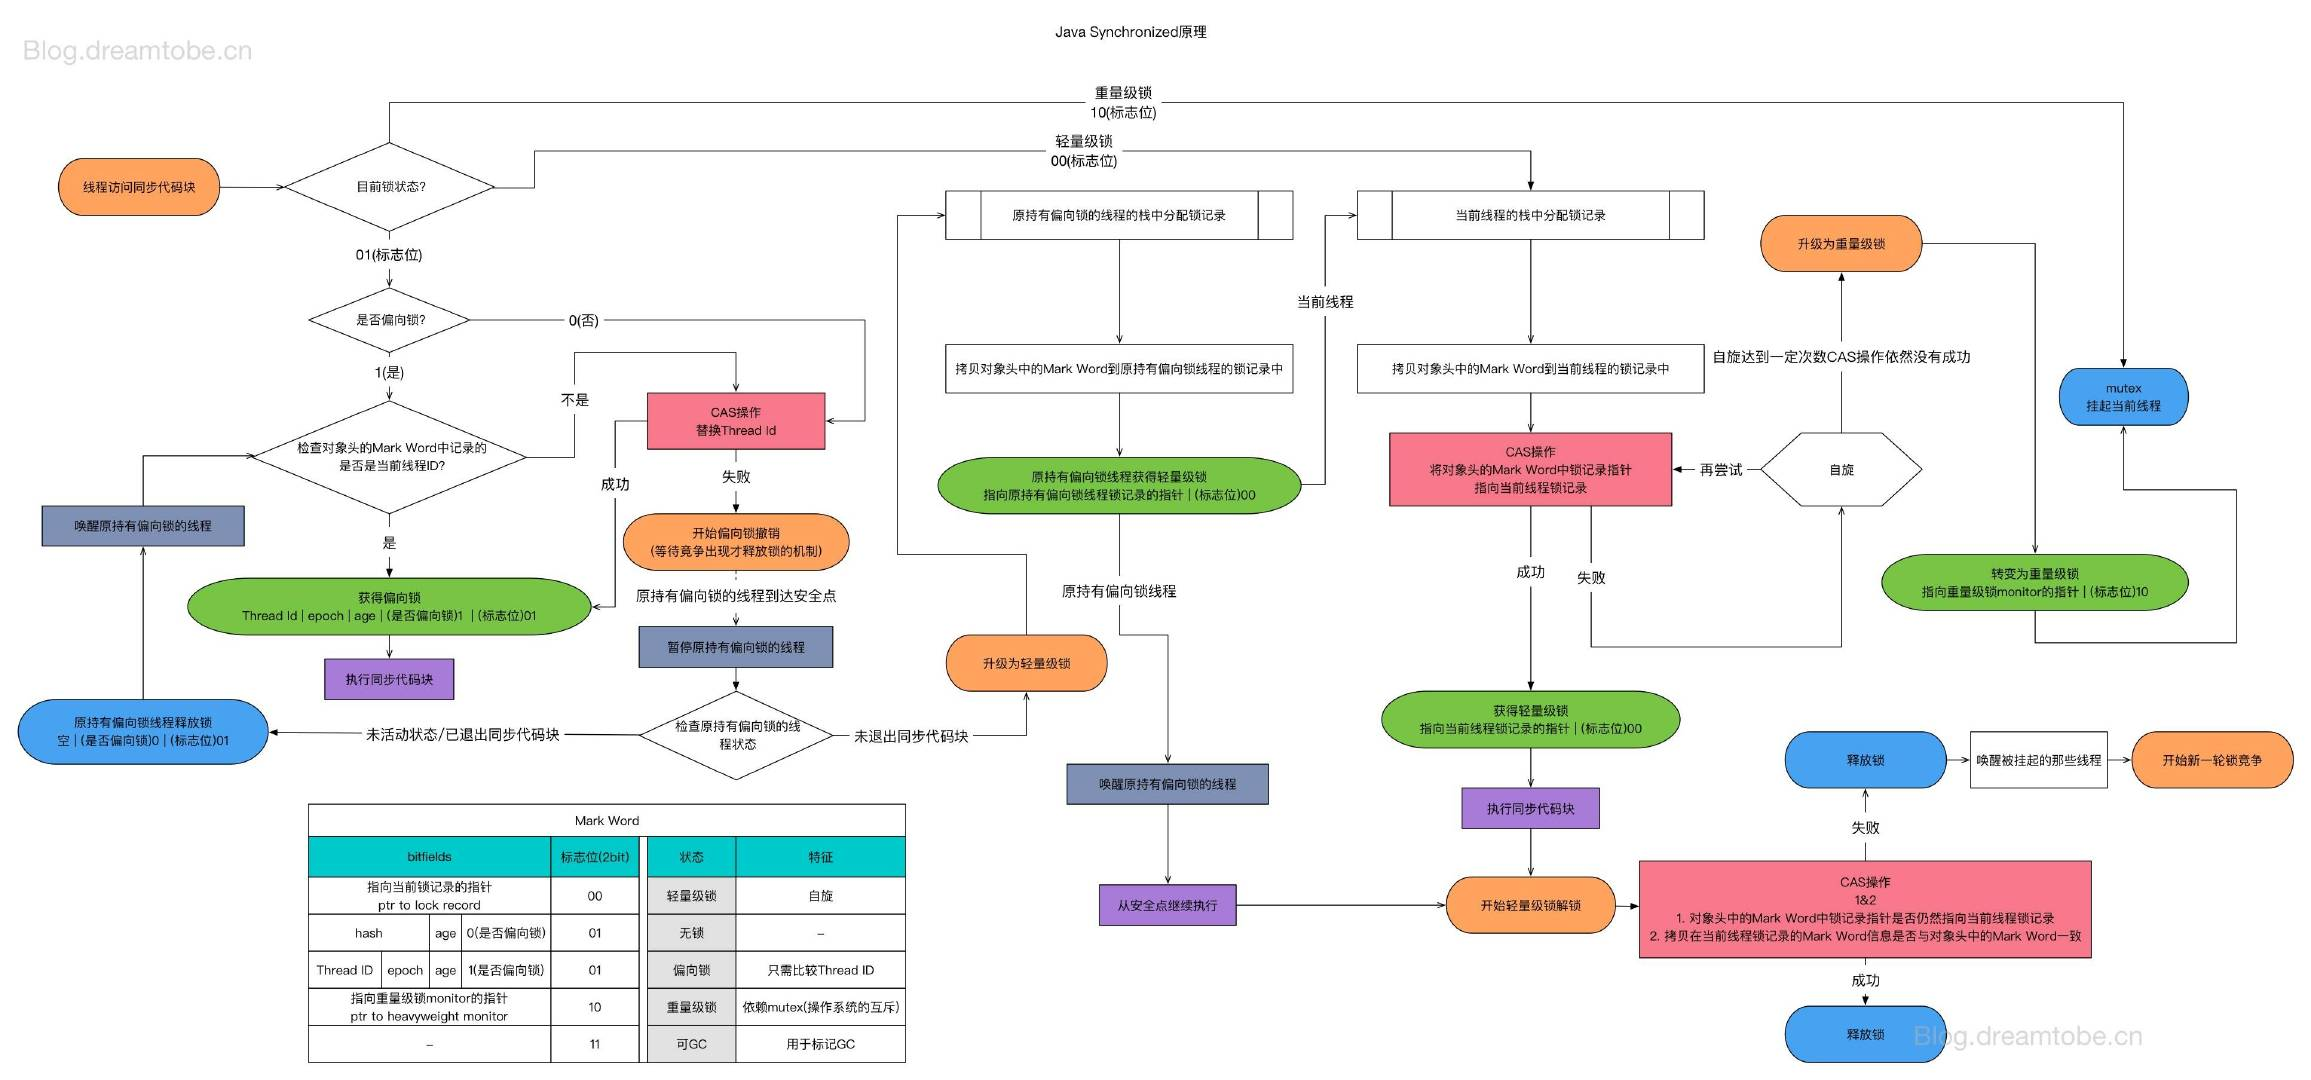 Java Synchronized原理
Blog.dreamtobe.cn
重量级锁
10(标志位)
轻量级锁
00(标志位)
线程访问同步代码块
目前锁状态?
01(标志位)
是否偏向锁?
0(否)
1(是)
检查对象头的Mark Word中记录的
是否是当前线程ID?
不是
CAS操作
替换Thread Id
成功
失败
开始偏向锁撤销
(等待竞争出现才释放锁的机制)
原持有偏向锁的线程到达安全点
暂停原持有偏向锁的线程
检查原持有偏向锁的线
程状态
未活动状态/已退出同步代码块
未退出同步代码块
唤醒原持有偏向锁的线程
是
获得偏向锁
Thread Id | epoch | age | (是否偏向锁)1 | (标志位)01
执行同步代码块
原持有偏向锁线程释放锁
空 | (是否偏向锁)0 | (标志位)01
升级为轻量级锁
原持有偏向锁的线程的栈中分配锁记录
拷贝对象头中的Mark Word到原持有偏向锁线程的锁记录中
原持有偏向锁线程获得轻量级锁
指向原持有偏向锁线程锁记录的指针 | (标志位)00
当前线程
原持有偏向锁线程
唤醒原持有偏向锁的线程
从安全点继续执行
当前线程的栈中分配锁记录
拷贝对象头中的Mark Word到当前线程的锁记录中
CAS操作
将对象头的Mark Word中锁记录指针
指向当前线程锁记录
再尝试
自旋
自旋达到一定次数CAS操作依然没有成功
升级为重量级锁
mutex
挂起当前线程
转变为重量级锁
指向重量级锁monitor的指针 | (标志位)10
成功
失败
获得轻量级锁
指向当前线程锁记录的指针 | (标志位)00
执行同步代码块
开始轻量级锁解锁
CAS操作
1&2
1. 对象头中的Mark Word中锁记录指针是否仍然指向当前线程锁记录
2. 拷贝在当前线程锁记录的Mark Word信息是否与对象头中的Mark Word一致
失败
释放锁
唤醒被挂起的那些线程
开始新一轮锁竞争
成功
释放锁
Blog.dreamtobe.cn
Mark Word
bitfields 标志位(2bit) 状态 特征
指向当前锁记录的指针
ptr to lock record
00 轻量级锁 自旋
hash age 0(是否偏向锁) 01 无锁 –
Thread ID epoch age 1(是否偏向锁) 01 偏向锁 只需比较Thread ID
指向重量级锁monitor的指针
ptr to heavyweight monitor
10 重量级锁 依赖mutex(操作系统的互斥)
– 11 可GC 用于标记GC